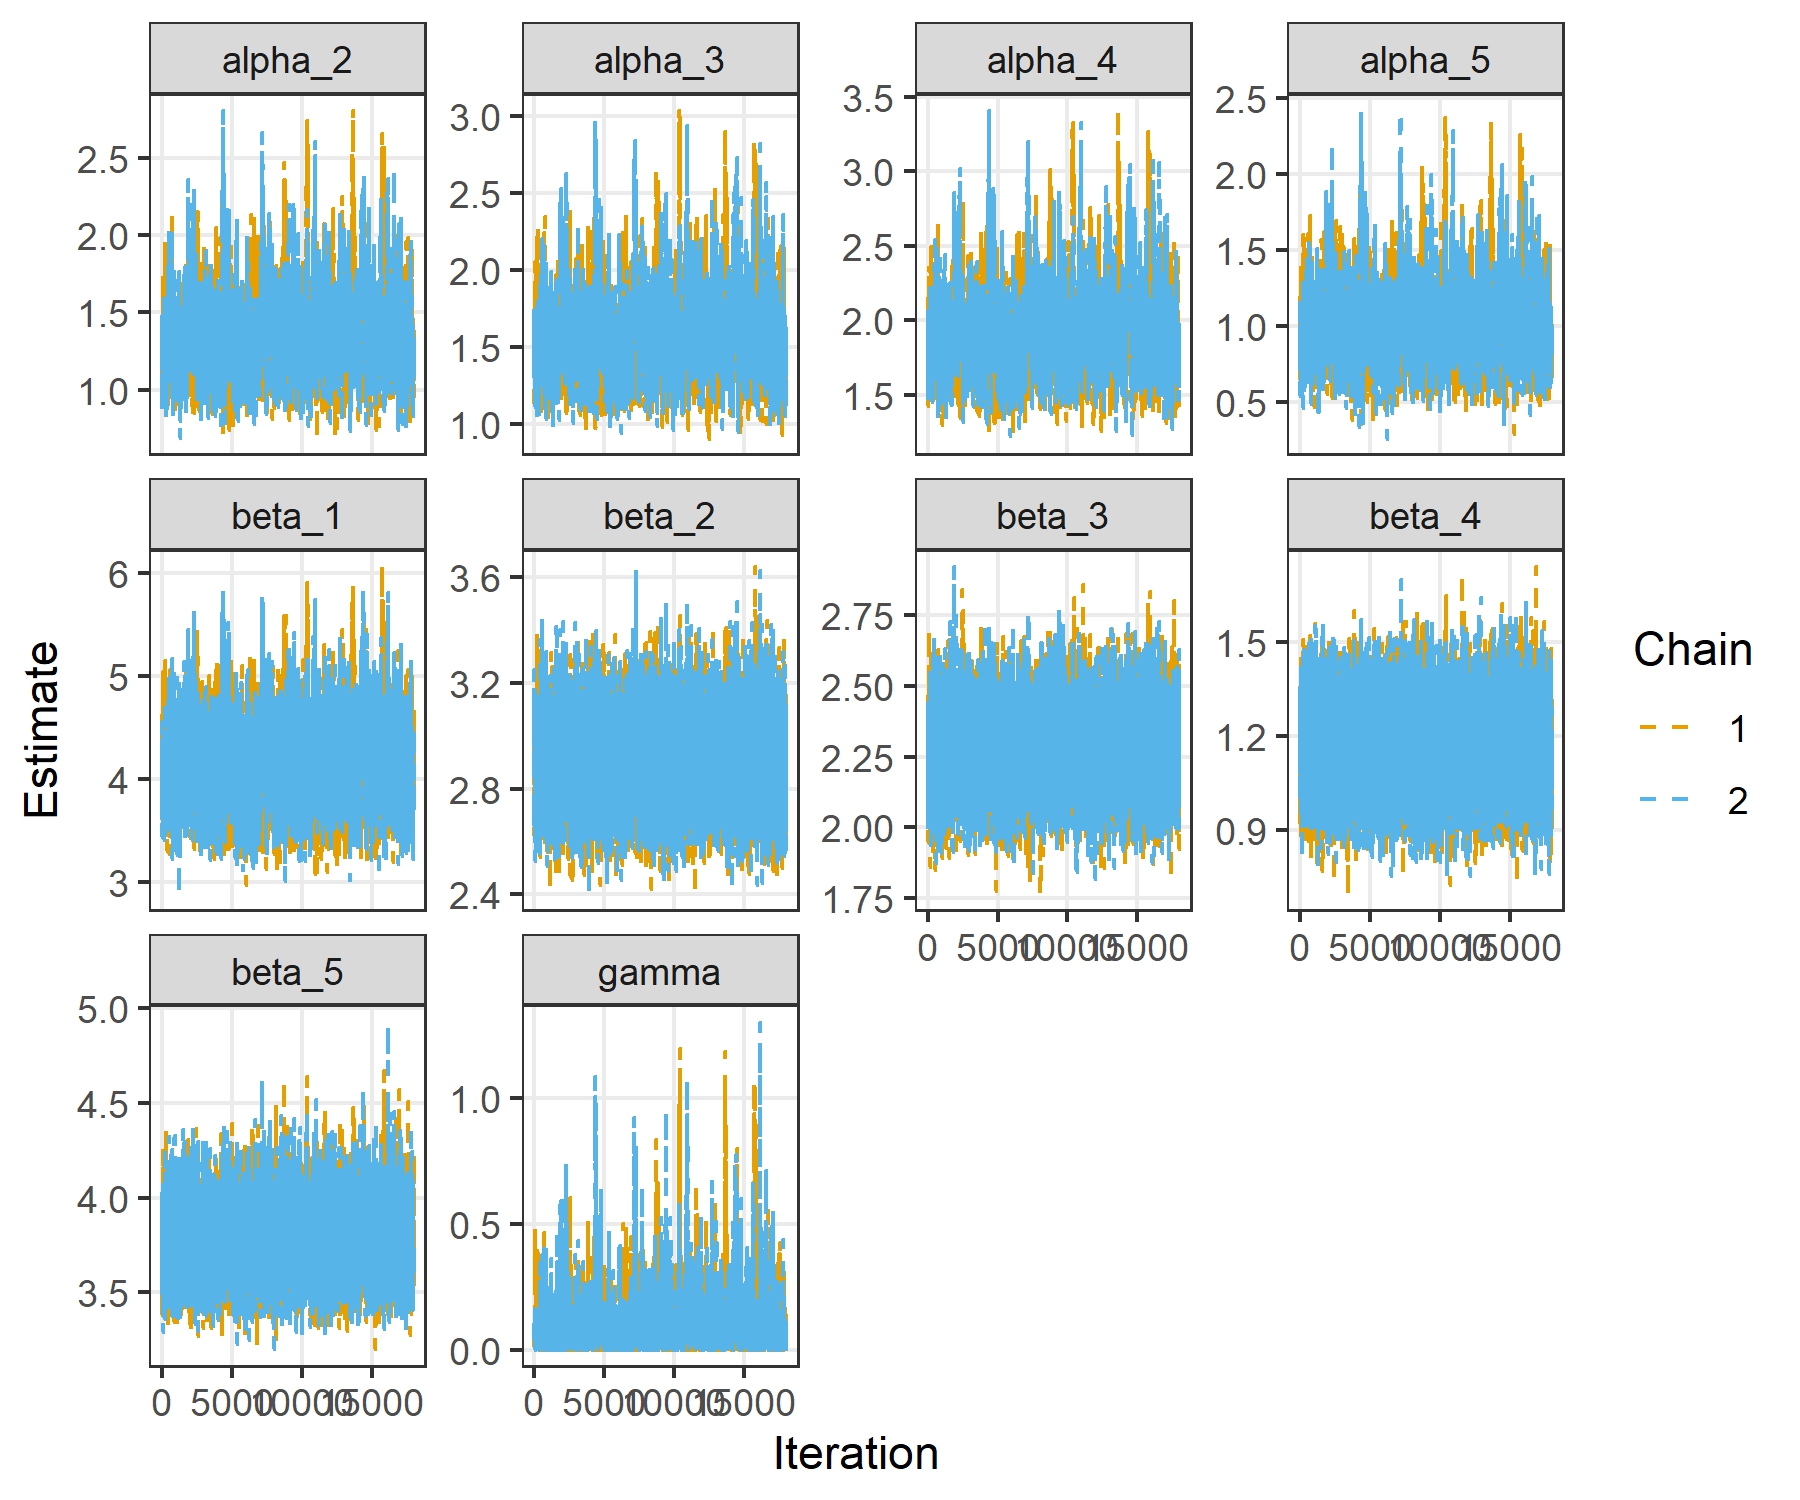 alpha_2 alpha_3 alpha_4 alpha_5
2.5 2.0 1.5 1.0
3.0 2.5 2.0 1.5 1.0
3.5 3.0 2.5 2.0 1.5
2.5 2.0 1.5 1.0 0.5
beta_1 beta_2 beta_3 beta_4
6 5 4 3
3.6 3.2 2.8 2.4
2.75 2.50 2.25 2.00 1.75
1.5 1.2 0.9
0 5000 10000 15000
0 5000 10000 15000
beta_5 gamma
5.0 4.5 4.0 3.5
1.0 0.5 0.0
0 5000 10000 15000
0 5000 10000 15000
Estimate
Iteration
Chain
1
2